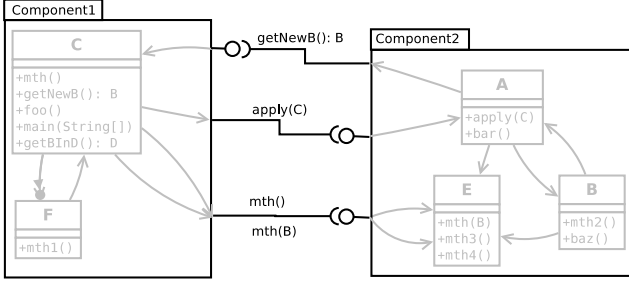 Component1
C
+mth()
+getNewB(): B
+foo()
+main(String[])
+getBInD(): D
F
+mth1()
getNewB(): B
apply(C)
mth()
mth(B)
Component2
A
+apply(C)
+bar()
E
+mth(B)
+mth3()
+mth4()
B
+mth2()
+baz()